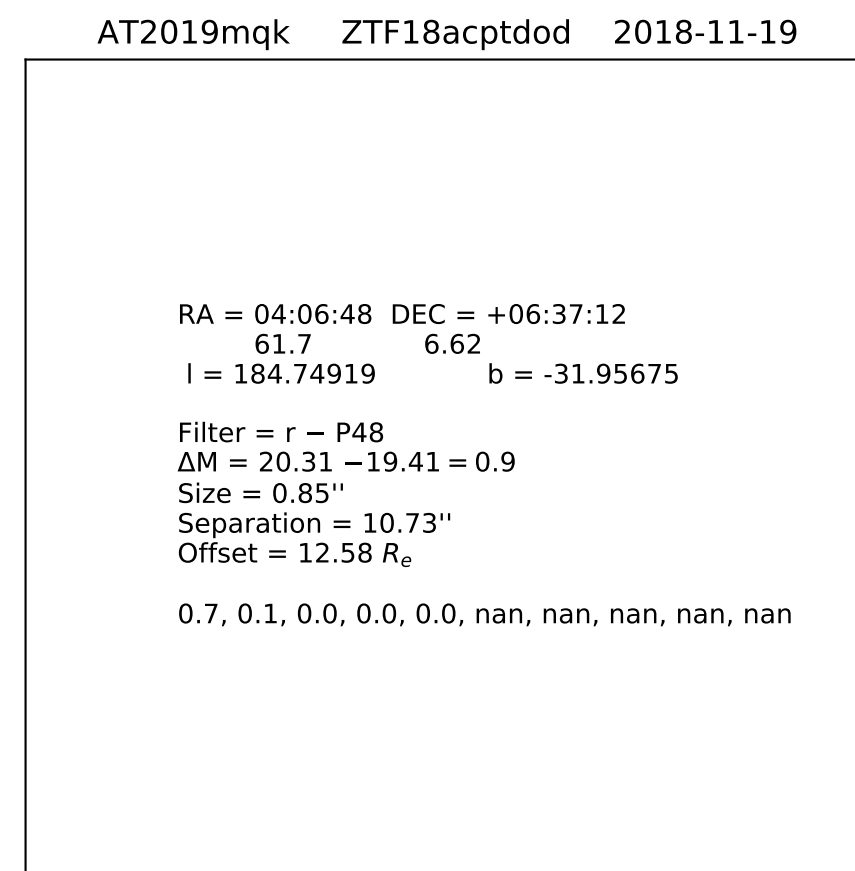 AT2019mqk ZTF18acptdod 2018-11-19
RA = 04:06:48 DEC = +06:37:12
61.7 6.62
l = 184.74919 b = -31.95675
Filter = r − P48
ΔM = 20.31 −19.41 = 0.9
Size = 0.85''
Separation = 10.73''
Offset = 12.58 Re
0.7, 0.1, 0.0, 0.0, 0.0, nan, nan, nan, nan, nan